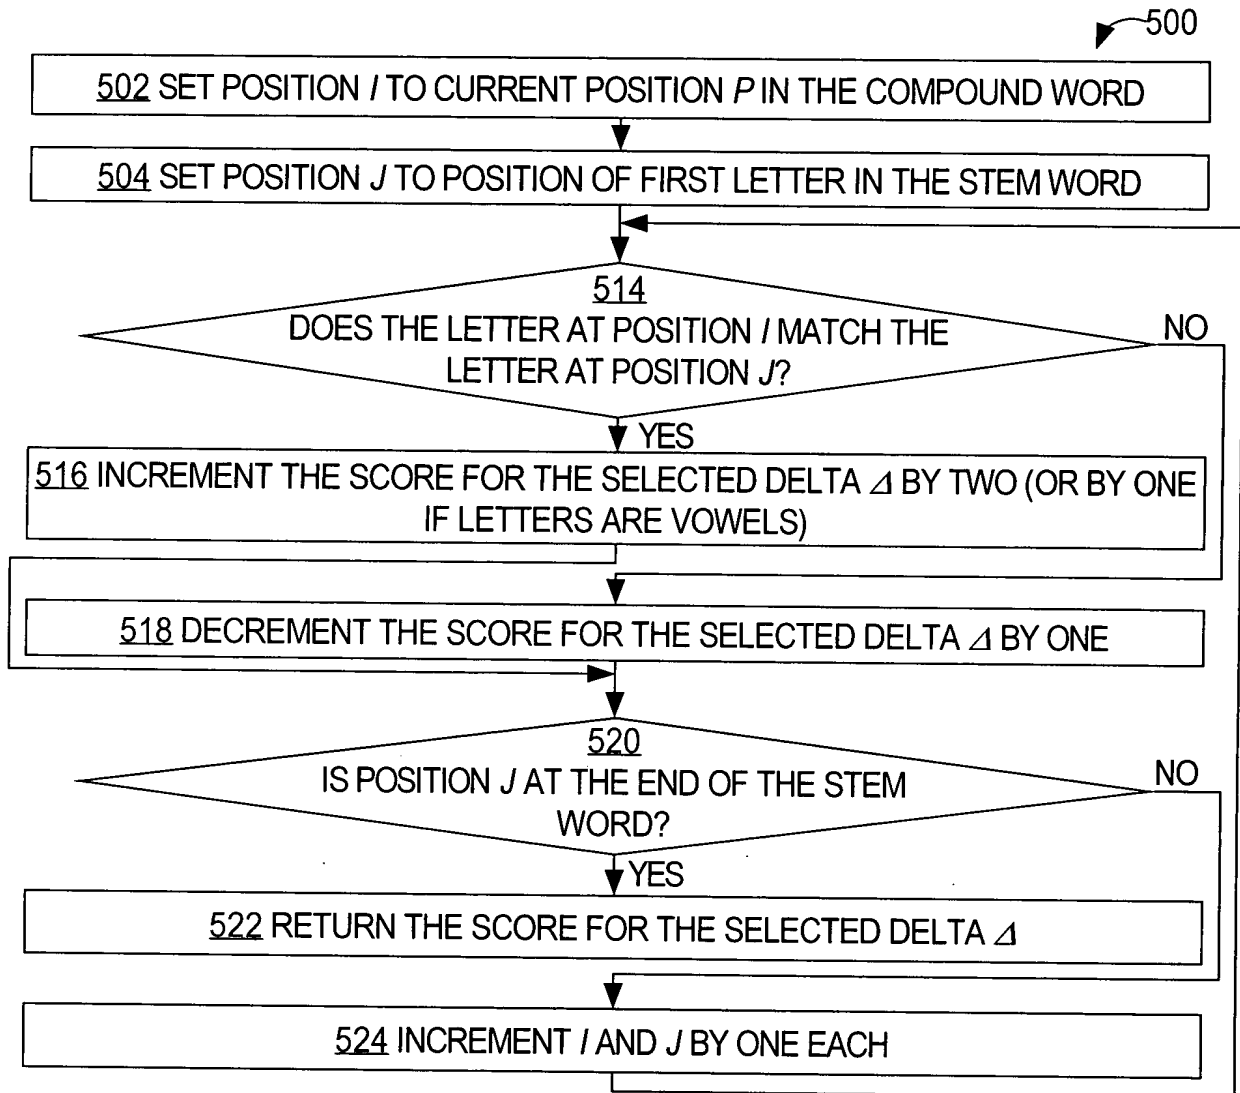 500
502 SET POSITION I TO CURRENT POSITION P IN THE COMPOUND WORD
504 SET POSITION J TO POSITION OF FIRST LETTER IN THE STEM WORD
514
DOES THE LETTER AT POSITION I MATCH THE
LETTER AT POSITION J?
NO
YES
516 INCREMENT THE SCORE FOR THE SELECTED DELTA Δ BY TWO (OR BY ONE
IF LETTERS ARE VOWELS)
518 DECREMENT THE SCORE FOR THE SELECTED DELTA Δ BY ONE
520
IS POSITION J AT THE END OF THE STEM
WORD?
NO
YES
522 RETURN THE SCORE FOR THE SELECTED DELTA Δ
524 INCREMENT I AND J BY ONE EACH